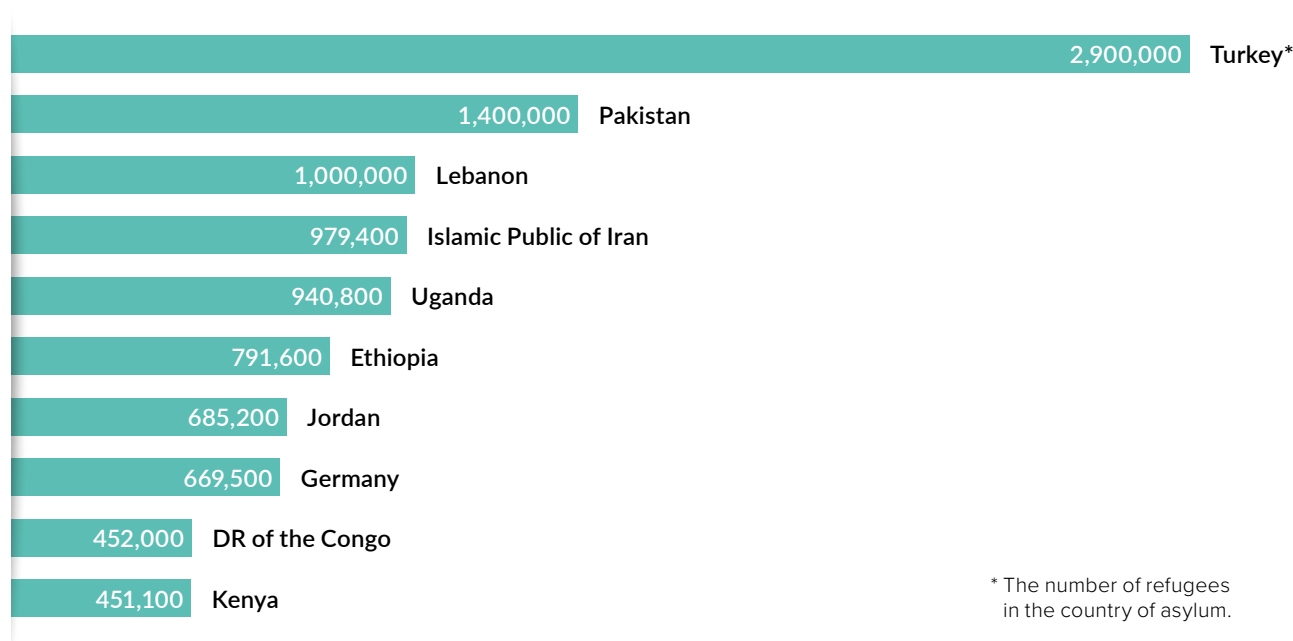 2,900,000 Turkey*
1,400,000 Pakistan
1,000,000 Lebanon
979,400 Islamic Public of Iran
940,800 Uganda
791,600 Ethiopia
685,200 Jordan
669,500 Germany
452,000 DR of the Congo
451,100 Kenya
* The number of refugees
in the country of asylum.